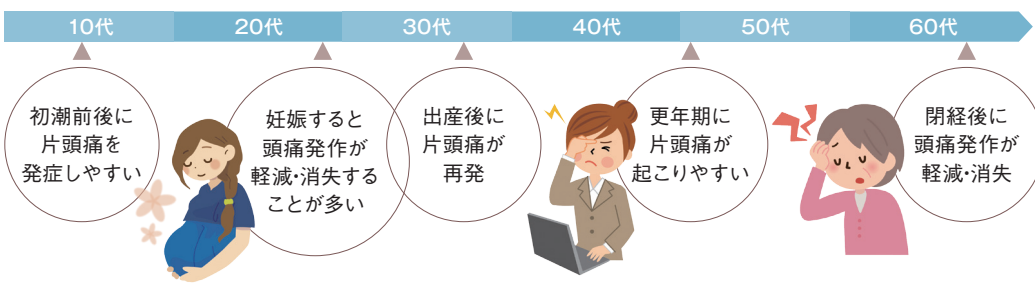 10代
20代
30代
40代
50代
60代
初潮前後に
片頭痛を
発症しやすい
妊娠すると
頭痛発作が
軽減・消失する
ことが多い
出産後に
片頭痛が
再発
更年期に
片頭痛が
起こりやすい
閉経後に
頭痛発作が
軽減・消失